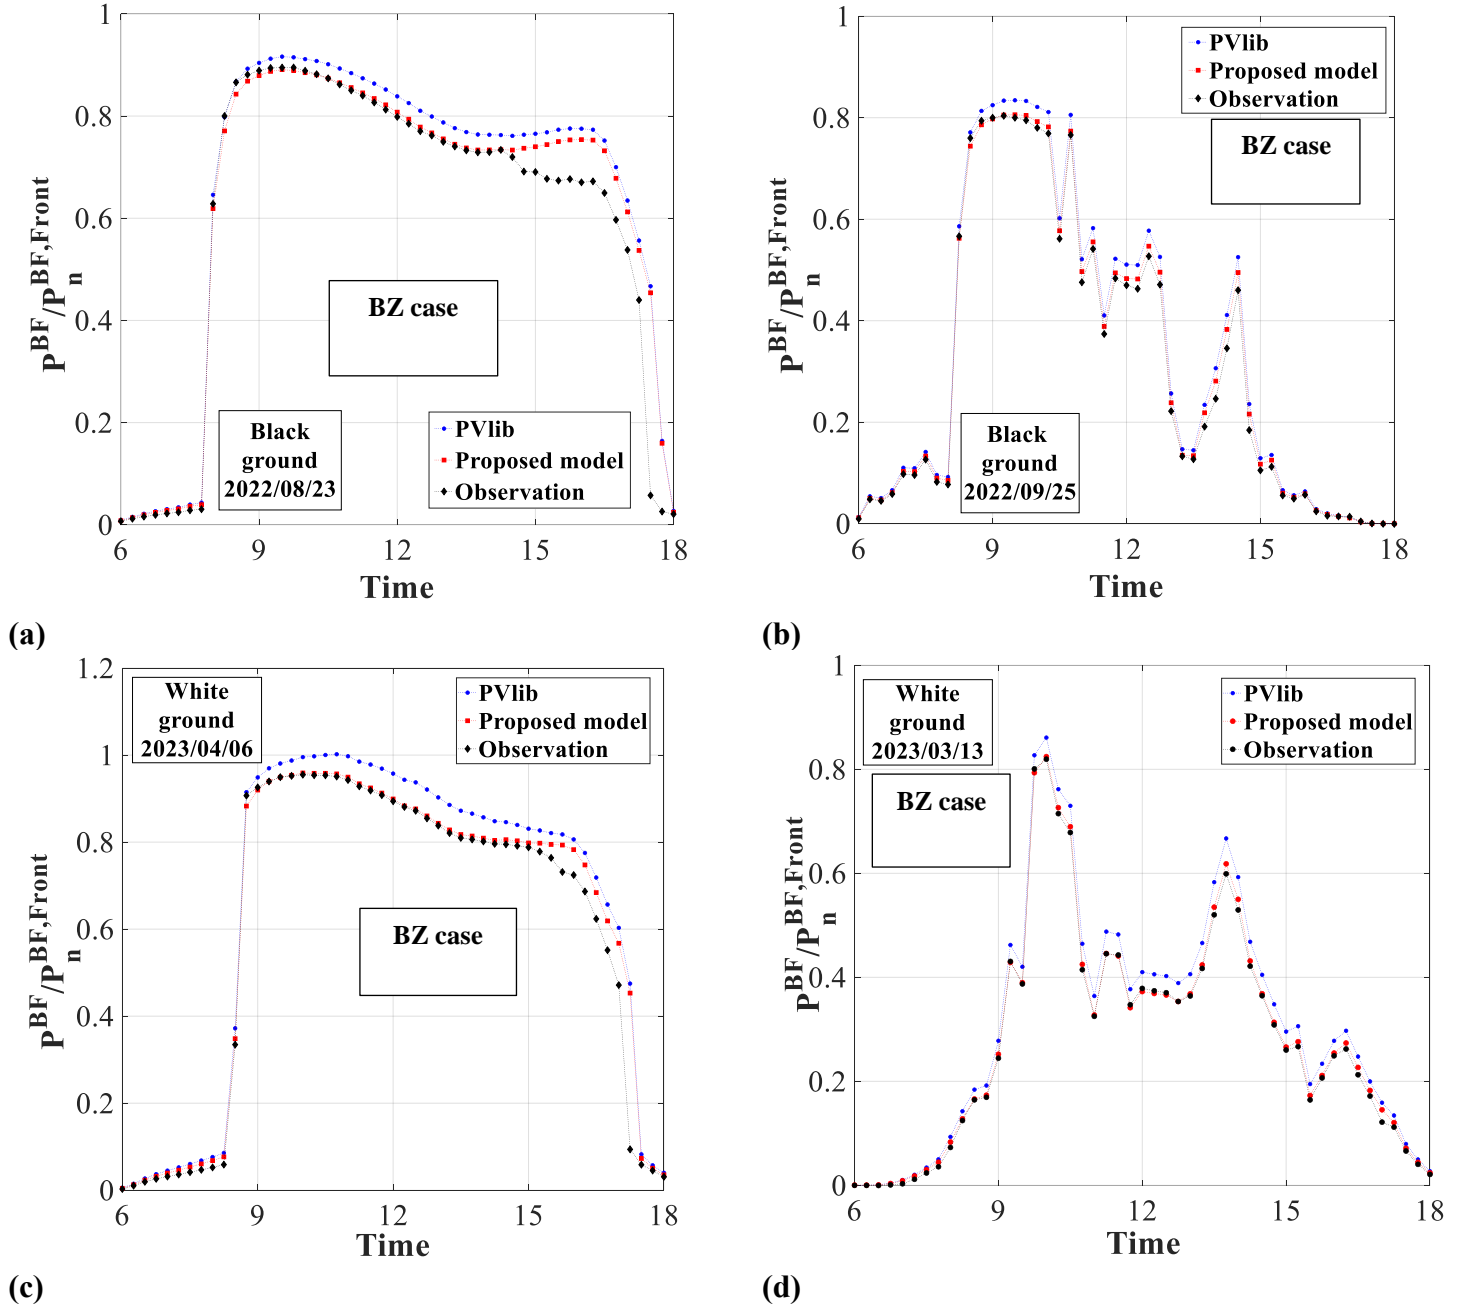 1
0.8
0.6
0.4
0.2
0
P^BF/P_n^BF,Front
BZ case
Black
ground
2022/08/23
PVlib
Proposed model
Observation
6
9
12
15
18
Time
(a)
1
0.8
0.6
0.4
0.2
0
P^BF/P_n^BF,Front
PVlib
Proposed model
Observation
BZ case
Black
ground
2022/09/25
6
9
12
15
18
Time
(b)
1.2
1
0.8
0.6
0.4
0.2
0
P^BF/P_n^BF,Front
White
ground
2023/04/06
PVlib
Proposed model
Observation
BZ case
6
9
12
15
18
Time
(c)
1
0.8
0.6
0.4
0.2
0
P^BF/P_n^BF,Front
White
ground
2023/03/13
PVlib
Proposed model
Observation
BZ case
6
9
12
15
18
Time
(d)